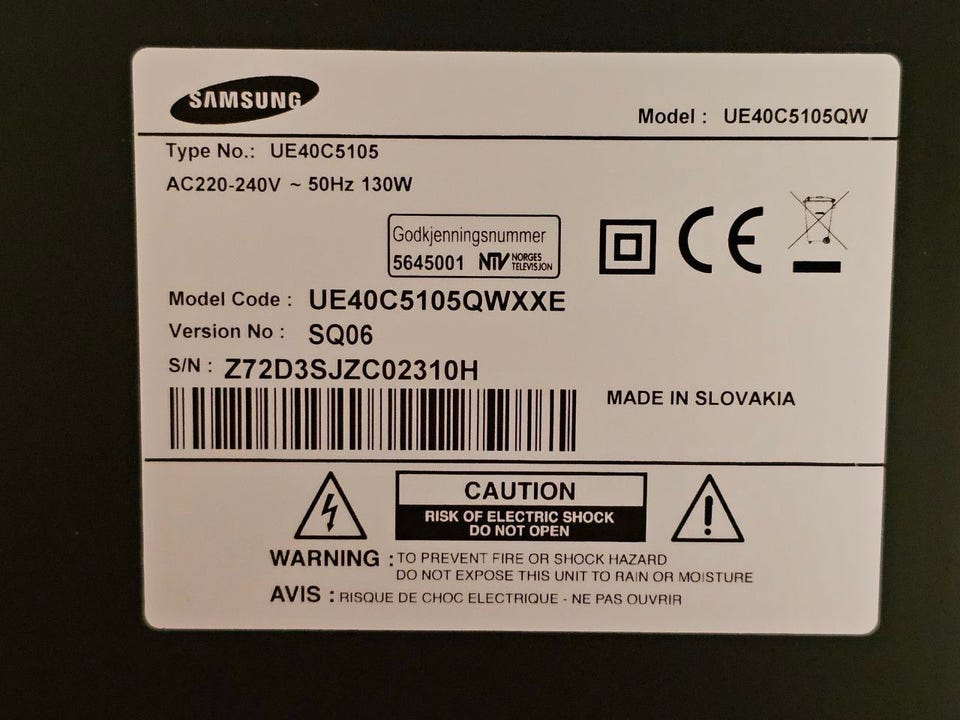 SAMSUNG
Model : UE40C5105QW
Type No.: UE40C5105
AC220-240V ~ 50Hz 130W
Godkjenningsnummer
5645001 NTV NORGES TELEVISJON
CE
Model Code : UE40C5105QWXXE
Version No : SQ06
S/N : Z72D3SJZC02310H
MADE IN SLOVAKIA
CAUTION
RISK OF ELECTRIC SHOCK
DO NOT OPEN
WARNING : TO PREVENT FIRE OR SHOCK HAZARD
DO NOT EXPOSE THIS UNIT TO RAIN OR MOISTURE
AVIS : RISQUE DE CHOC ELECTRIQUE - NE PAS OUVRIR